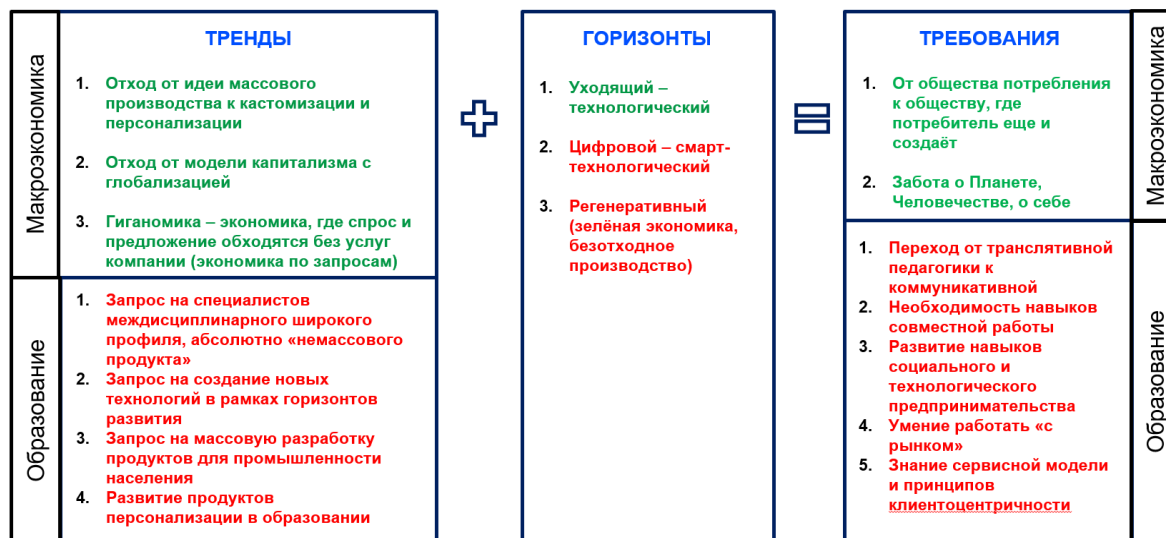 Макроэкономика
Образование
ТРЕНДЫ
1. Отход от идеи массового
производства к кастомизации и
персонализации
2. Отход от модели капитализма с
глобализацией
3. Гиганомика – экономика, где спрос и
предложение обходятся без услуг
компании (экономика по запросам)
1. Запрос на специалистов
междисциплинарного широкого
профиля, абсолютно «немассового
продукта»
2. Запрос на создание новых
технологий в рамках горизонтов
развития
3. Запрос на массовую разработку
продуктов для промышленности
населения
4. Развитие продуктов
персонализации в образовании
+
ГОРИЗОНТЫ
1. Уходящий –
технологический
2. Цифровой – смарт-
технологический
3. Регенеративный
(зелёная экономика,
безотходное
производство)
=
ТРЕБОВАНИЯ
1. От общества потребления
к обществу, где
потребитель еще и
создаёт
2. Забота о Планете,
Человечестве, о себе
1. Переход от транслятивной
педагогики к
коммуникативной
2. Необходимость навыков
совместной работы
3. Развитие навыков
социального и
технологического
предпринимательства
4. Умение работать «с
рынком»
5. Знание сервисной модели
и принципов
клиентоцентричности
Макроэкономика
Образование